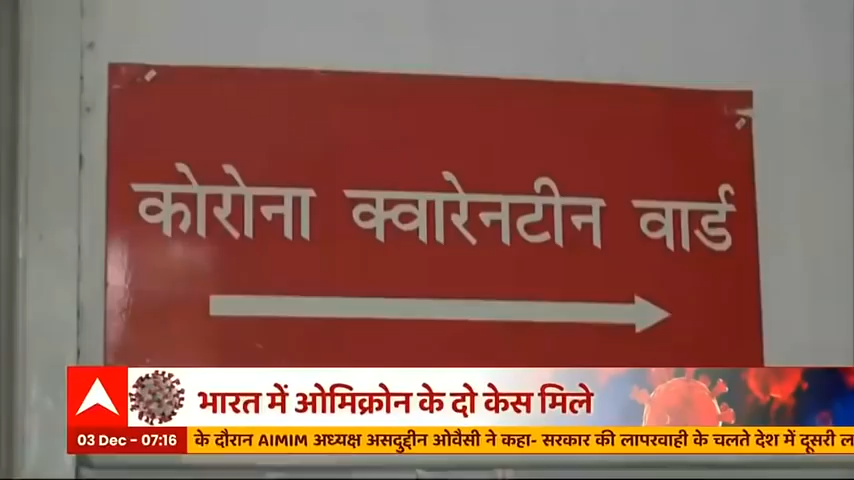 कोरोना क्वारेनटीन वार्ड
भारत में ओमिक्रोन के दो केस मिले
03 Dec - 07:16
के दौरान AIMIM अध्यक्ष असदुद्दीन ओवैसी ने कहा- सरकार की लापरवाही के चलते देश में दूसरी